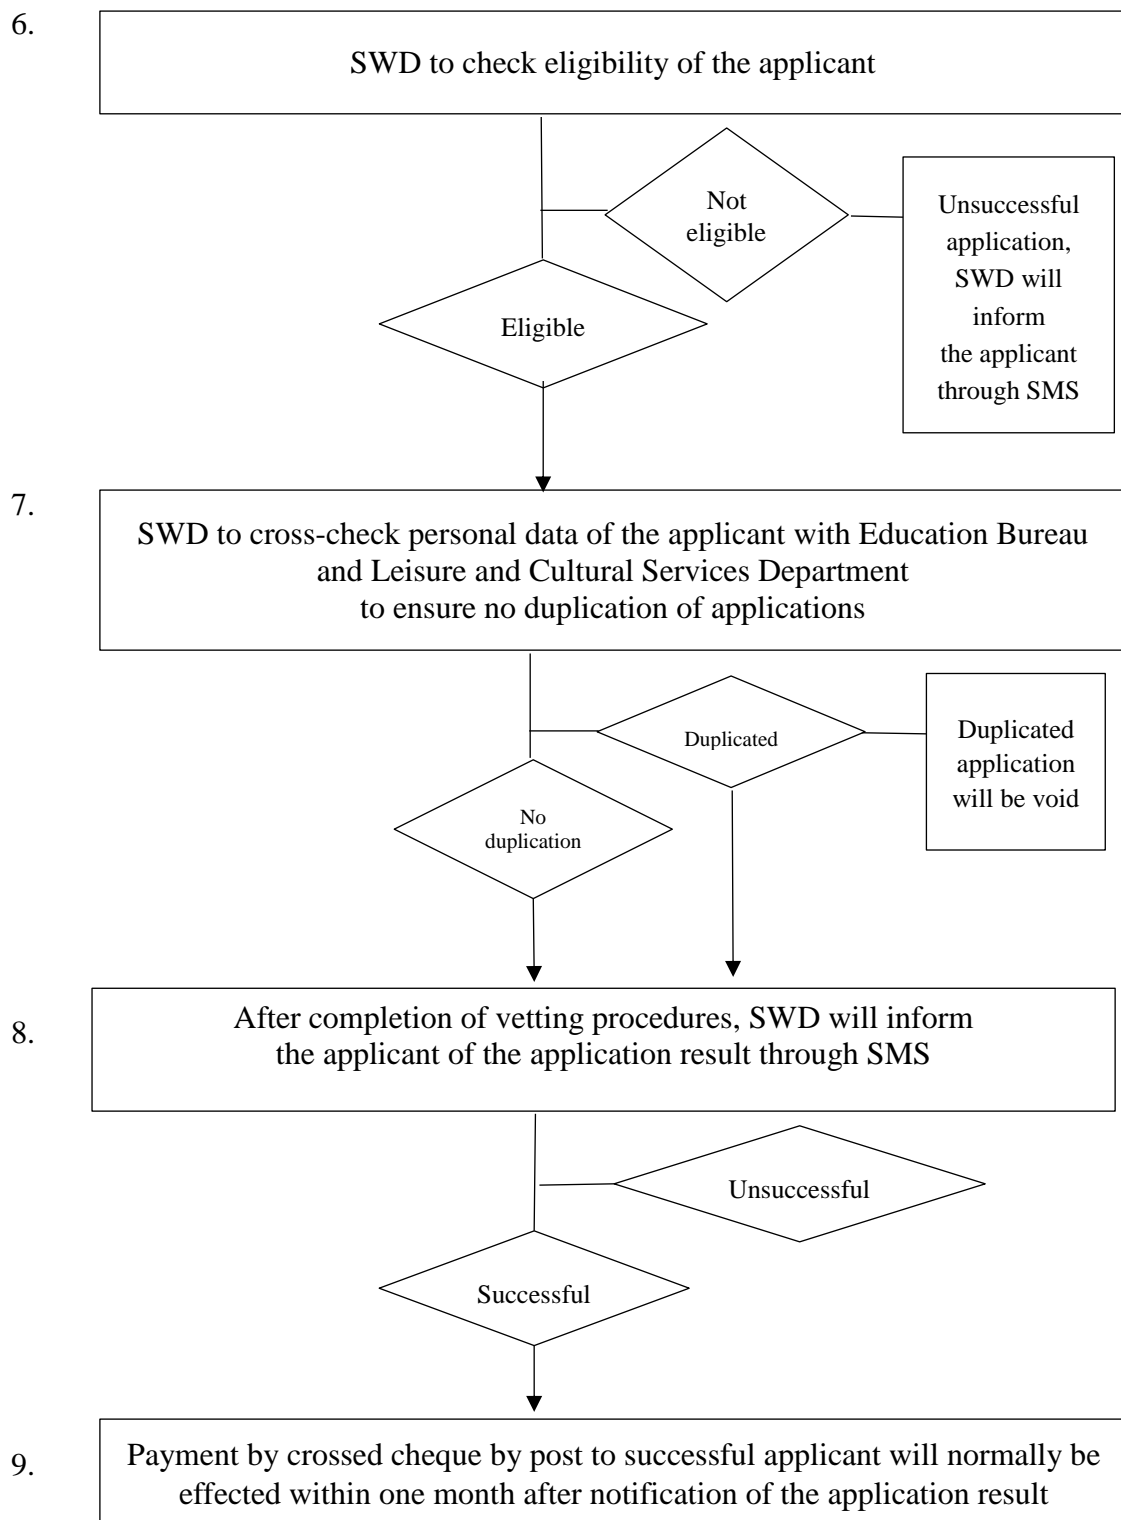 6.
SWD to check eligibility of the applicant
Not
eligible
Unsuccessful
application,
SWD will
inform
the applicant
through SMS
Eligible
7.
SWD to cross-check personal data of the applicant with Education Bureau
and Leisure and Cultural Services Department
to ensure no duplication of applications
Duplicated
Duplicated
application
will be void
No
duplication
8.
After completion of vetting procedures, SWD will inform
the applicant of the application result through SMS
Unsuccessful
Successful
9.
Payment by crossed cheque by post to successful applicant will normally be
effected within one month after notification of the application result